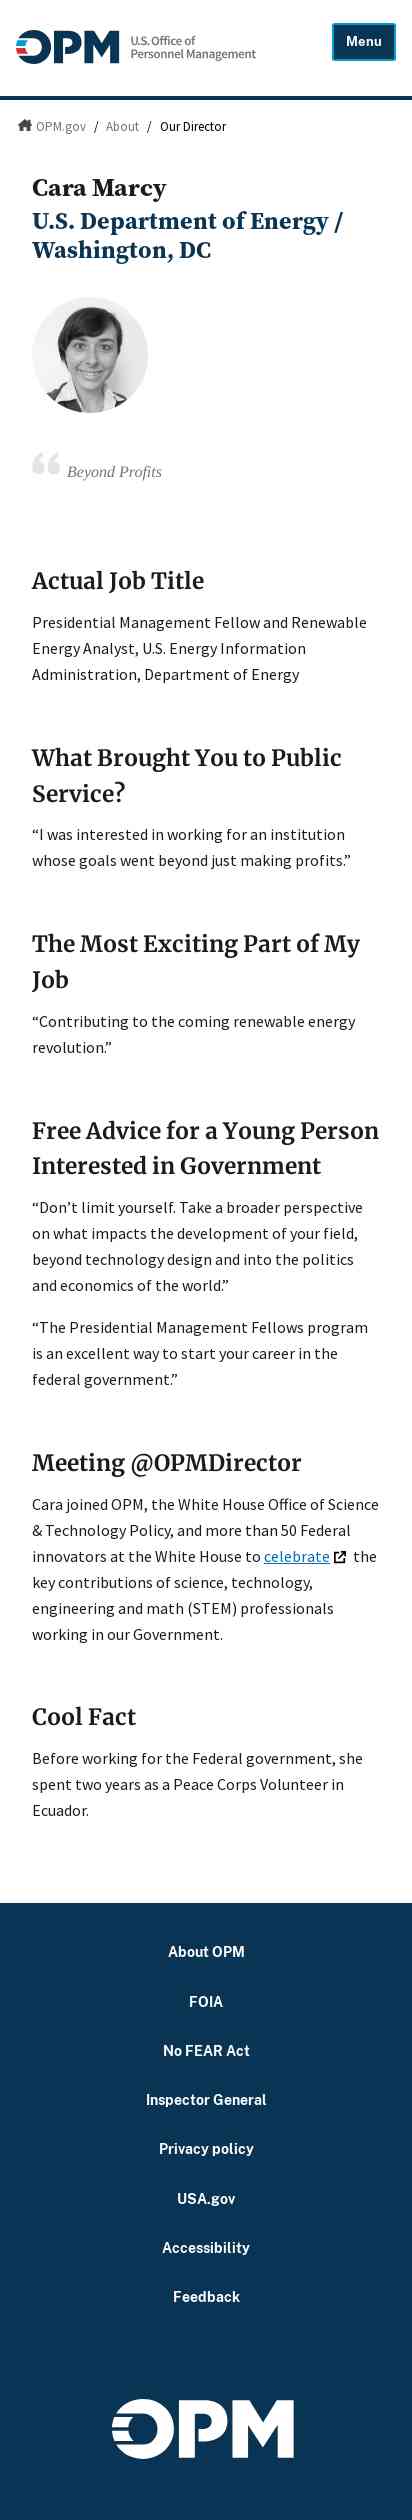 OPM U.S. Office of
Personnel Management
Menu
OPM.gov / About / Our Director
Cara Marcy
U.S. Department of Energy /
Washington, DC
“ Beyond Profits
Actual Job Title
Presidential Management Fellow and Renewable
Energy Analyst, U.S. Energy Information
Administration, Department of Energy
What Brought You to Public
Service?
“I was interested in working for an institution
whose goals went beyond just making profits.”
The Most Exciting Part of My
Job
“Contributing to the coming renewable energy
revolution.”
Free Advice for a Young Person
Interested in Government
“Don’t limit yourself. Take a broader perspective
on what impacts the development of your field,
beyond technology design and into the politics
and economics of the world.”
“The Presidential Management Fellows program
is an excellent way to start your career in the
federal government.”
Meeting @OPMDirector
Cara joined OPM, the White House Office of Science
& Technology Policy, and more than 50 Federal
innovators at the White House to celebrate the
key contributions of science, technology,
engineering and math (STEM) professionals
working in our Government.
Cool Fact
Before working for the Federal government, she
spent two years as a Peace Corps Volunteer in
Ecuador.
About OPM
FOIA
No FEAR Act
Inspector General
Privacy policy
USA.gov
Accessibility
Feedback
OPM